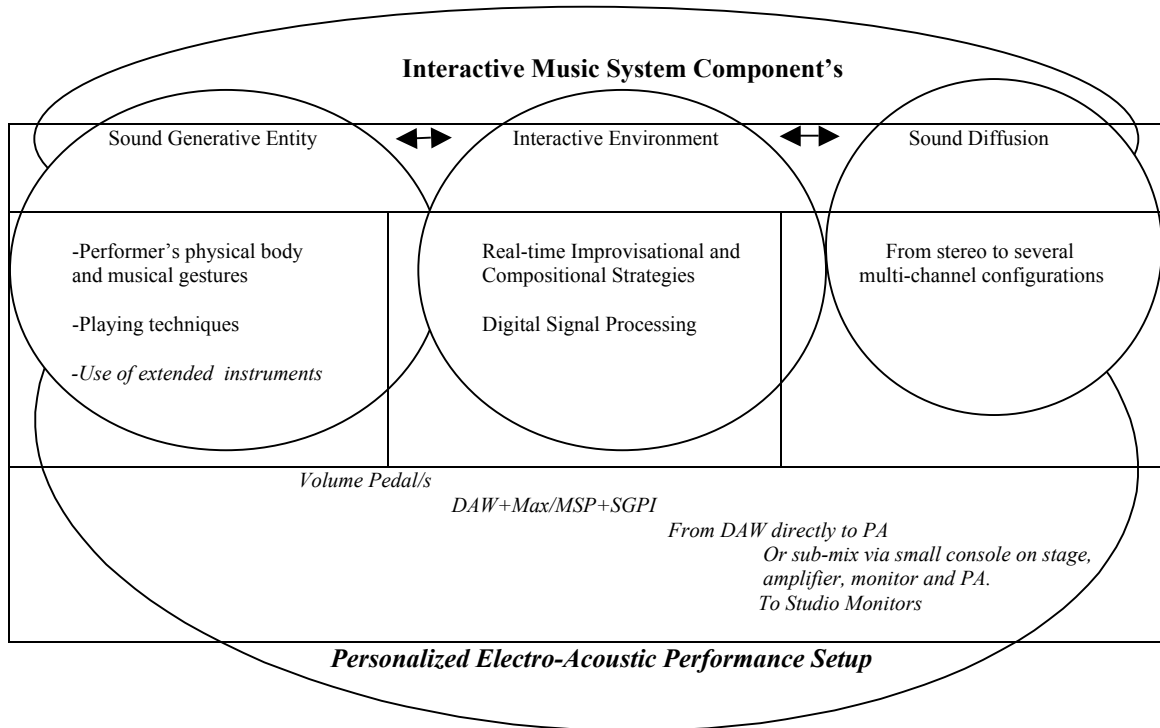 Interactive Music System Component's
Sound Generative Entity
Interactive Environment
Sound Diffusion
-Performer's physical body
and musical gestures
-Playing techniques
-Use of extended instruments
Real-time Improvisational and
Compositional Strategies
Digital Signal Processing
From stereo to several
multi-channel configurations
Volume Pedal/s
DAW+Max/MSP+SGPI
From DAW directly to PA
Or sub-mix via small console on stage,
amplifier, monitor and PA.
To Studio Monitors
Personalized Electro-Acoustic Performance Setup